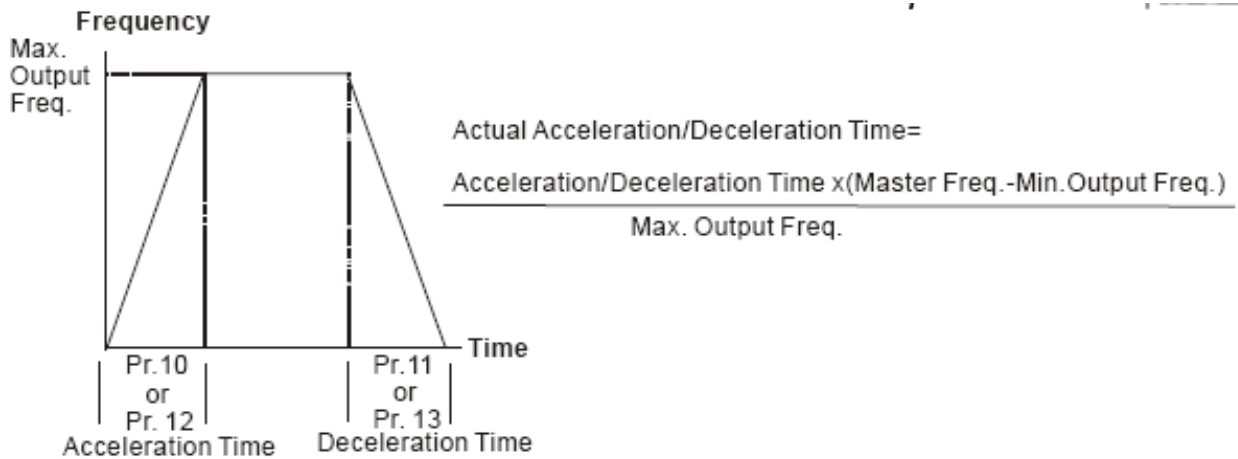 Frequency
Max.
Output
Freq.
Actual Acceleration/Deceleration Time=
Acceleration/Deceleration Time x(Master Freq.-Min.Output Freq.)
Max. Output Freq.
Time
Pr.10
or
Pr. 12
Acceleration Time
Pr.11
or
Pr. 13
Deceleration Time